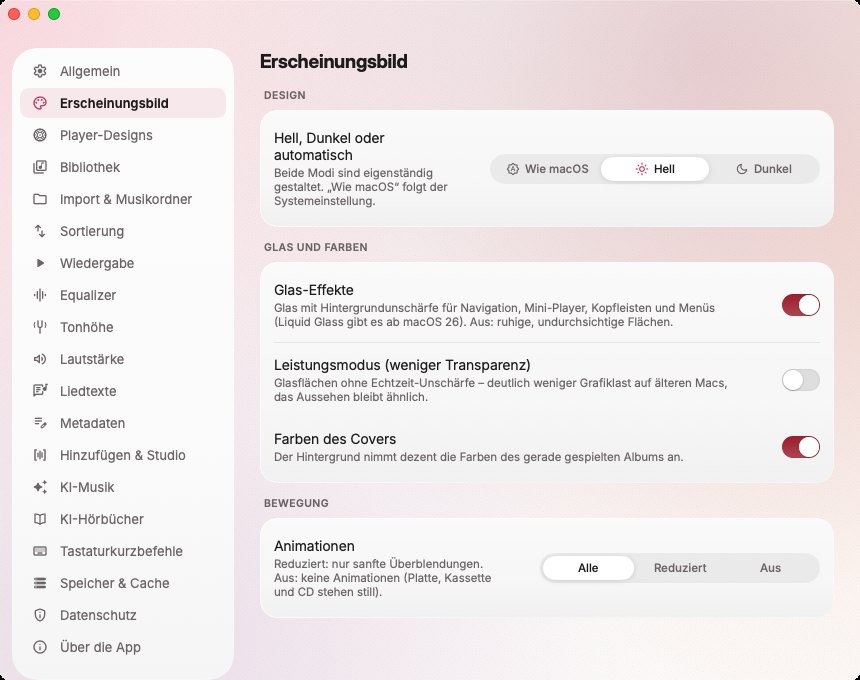 Allgemein
Erscheinungsbild
Player-Designs
Bibliothek
Import & Musikordner
Sortierung
Wiedergabe
Equalizer
Tonhöhe
Lautstärke
Liedtexte
Metadaten
Hinzufügen & Studio
KI-Musik
KI-Hörbücher
Tastaturkurzbefehle
Speicher & Cache
Datenschutz
Über die App
Erscheinungsbild
DESIGN
Hell, Dunkel oder
automatisch
Beide Modi sind eigenständig
gestaltet. „Wie macOS“ folgt der
Systemeinstellung.
Wie macOS
Hell
Dunkel
GLAS UND FARBEN
Glas-Effekte
Glas mit Hintergrundunschärfe für Navigation, Mini-Player, Kopfleisten und Menüs
(Liquid Glass gibt es ab macOS 26). Aus: ruhige, undurchsichtige Flächen.
Leistungsmodus (weniger Transparenz)
Glasflächen ohne Echtzeit-Unschärfe – deutlich weniger Grafiklast auf älteren Macs,
das Aussehen bleibt ähnlich.
Farben des Covers
Der Hintergrund nimmt dezent die Farben des gerade gespielten Albums an.
BEWEGUNG
Animationen
Reduziert: nur sanfte Überblendungen.
Aus: keine Animationen (Platte, Kassette
und CD stehen still).
Alle
Reduziert
Aus